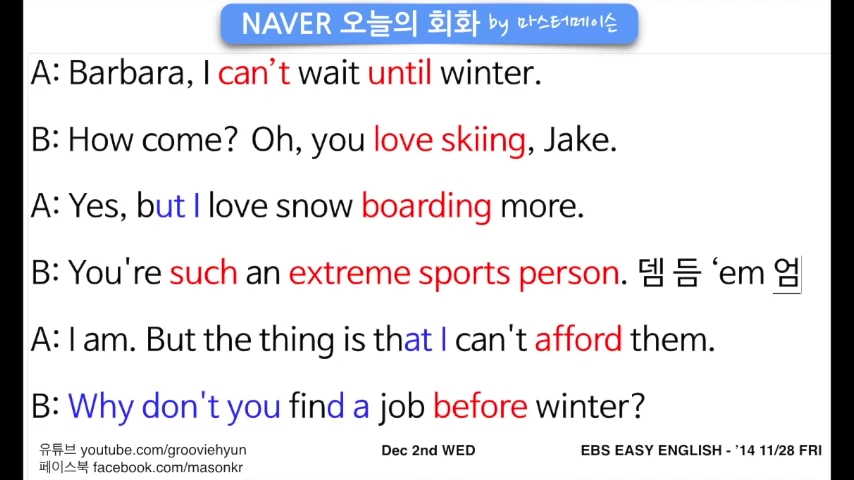 NAVER 오늘의 회화 by 마스터메이슨
A: Barbara, I can’t wait until winter.
B: How come? Oh, you love skiing, Jake.
A: Yes, but I love snow boarding more.
B: You're such an extreme sports person. 뎀 듬 ‘em 엄
A: I am. But the thing is that I can't afford them.
B: Why don't you find a job before winter?
유튜브 youtube.com/grooviehyun
페이스북 facebook.com/masonkr
Dec 2nd WED
EBS EASY ENGLISH - ’14 11/28 FRI